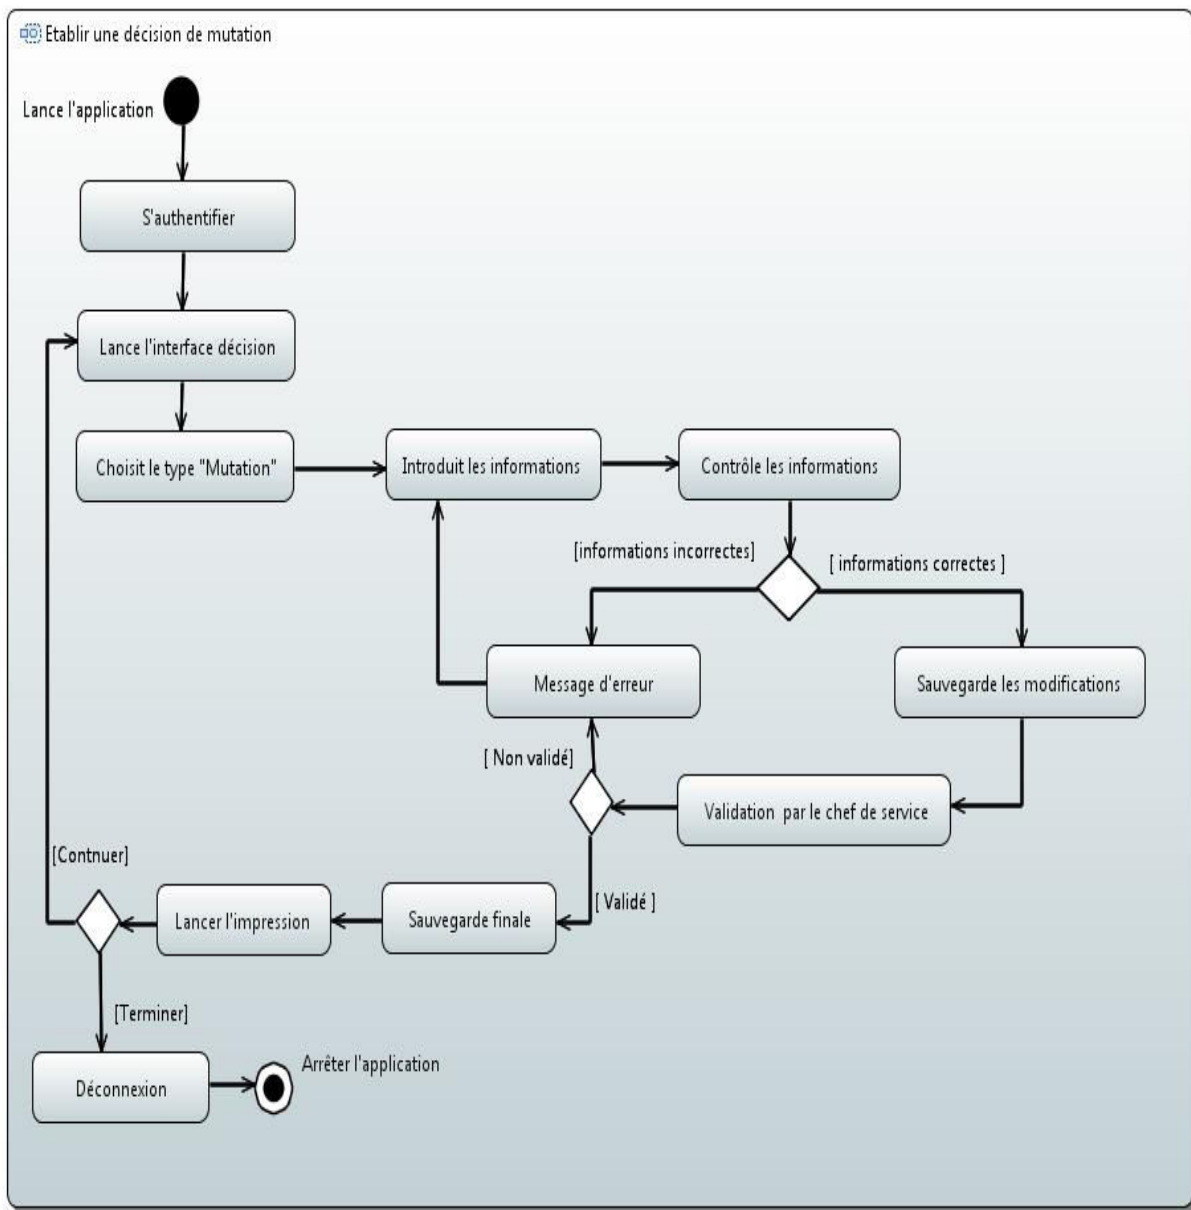 Etablir une décision de mutation
Lance l'application
S'authentifier
Lance l'interface décision
Choisit le type "Mutation"
Introduit les informations
Contrôle les informations
[informations incorrectes]
[ informations correctes ]
Message d'erreur
Sauvegarde les modifications
[ Non validé]
Validation  par le chef de service
[Contnuer]
[ Validé ]
Lancer l'impression
Sauvegarde finale
[Terminer]
Déconnexion
Arrêter l'application